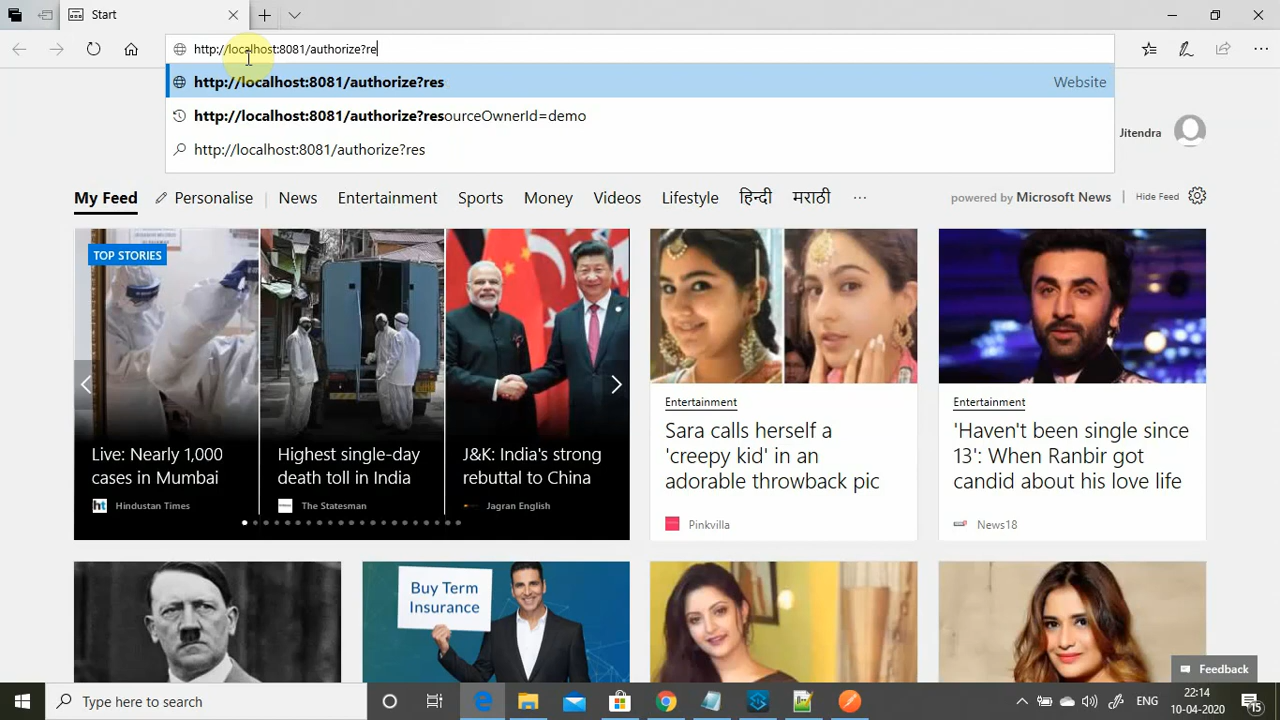 Start
http://localhost:8081/authorize?re
http://localhost:8081/authorize?res
Website
http://localhost:8081/authorize?resourceOwnerId=demo
http://localhost:8081/authorize?res
Jitendra
My Feed
Personalise
News
Entertainment
Sports
Money
Videos
Lifestyle
हिन्दी
मराठी
powered by Microsoft News
Hide Feed
TOP STORIES
Live: Nearly 1,000
cases in Mumbai
ht Hindustan Times
Highest single-day
death toll in India
The Statesman
J&K: India's strong
rebuttal to China
Jagran English
Entertainment
Sara calls herself a
'creepy kid' in an
adorable throwback pic
Pinkvilla
Entertainment
'Haven't been single since
13': When Ranbir got
candid about his love life
News18
Buy Term
Insurance
Feedback
Type here to search
ENG
22:14
10-04-2020
15